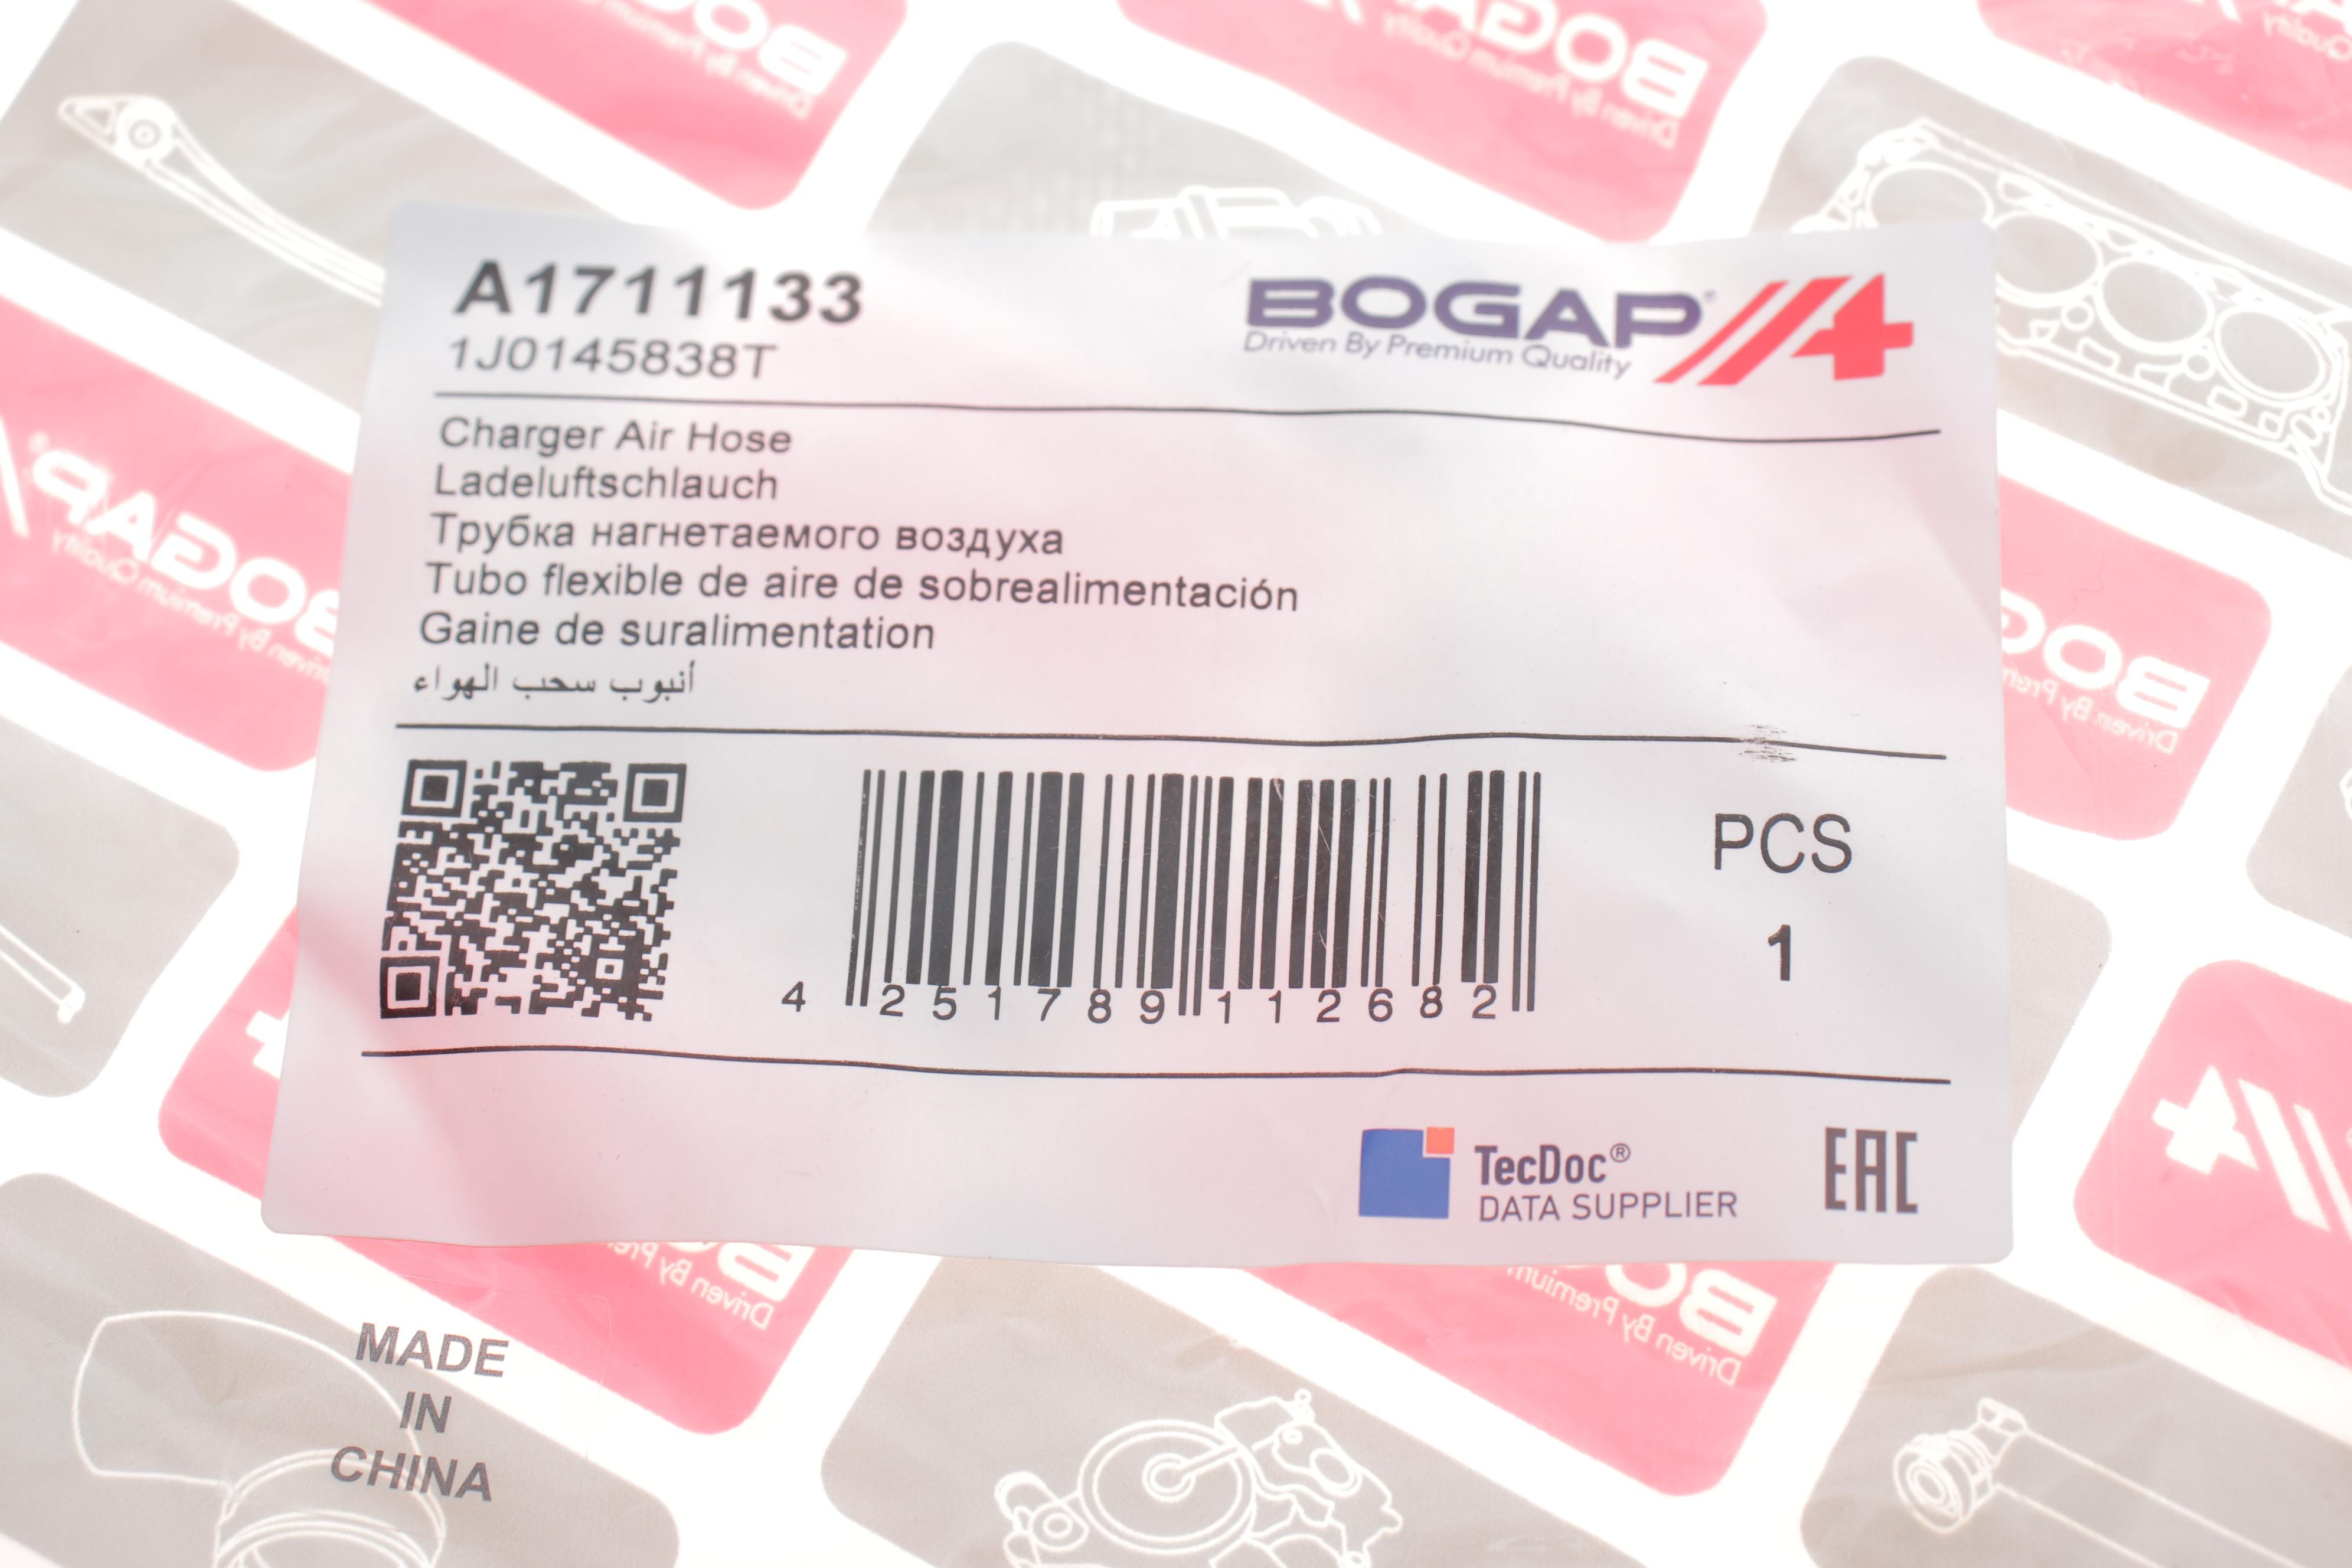 A1711133
1J0145838T
BOGAP®
Driven By Premium Quality
Charger Air Hose
Ladeluftschlauch
Трубка нагнетаемого воздуха
Tubo flexible de aire de sobrealimentación
Gaine de suralimentation
أنبوب سحب الهواء
4 251789 112682
PCS
1
TecDoc®
DATA SUPPLIER
EAC
MADE
IN
CHINA